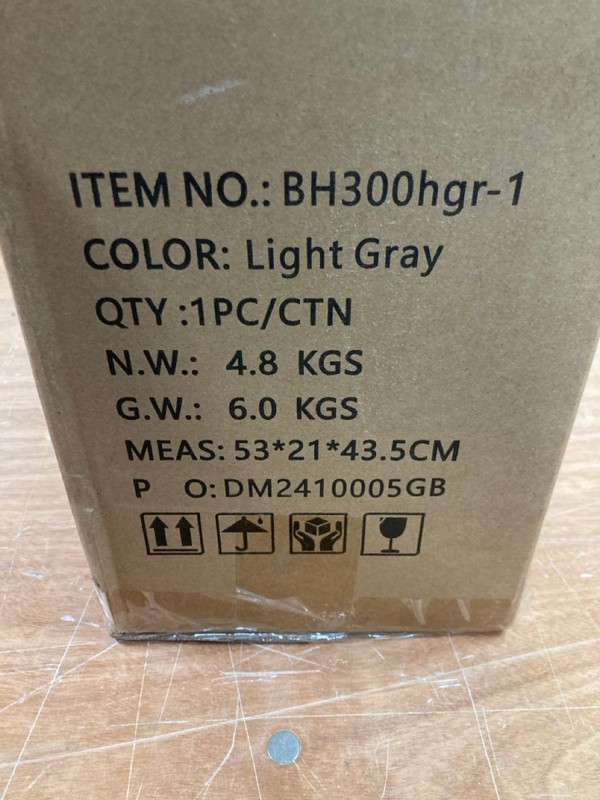 ITEM NO.: BH300hgr-1
COLOR: Light Gray
QTY :1PC/CTN
N.W.: 4.8 KGS
G.W.: 6.0 KGS
MEAS: 53*21*43.5CM
P O: DM2410005GB